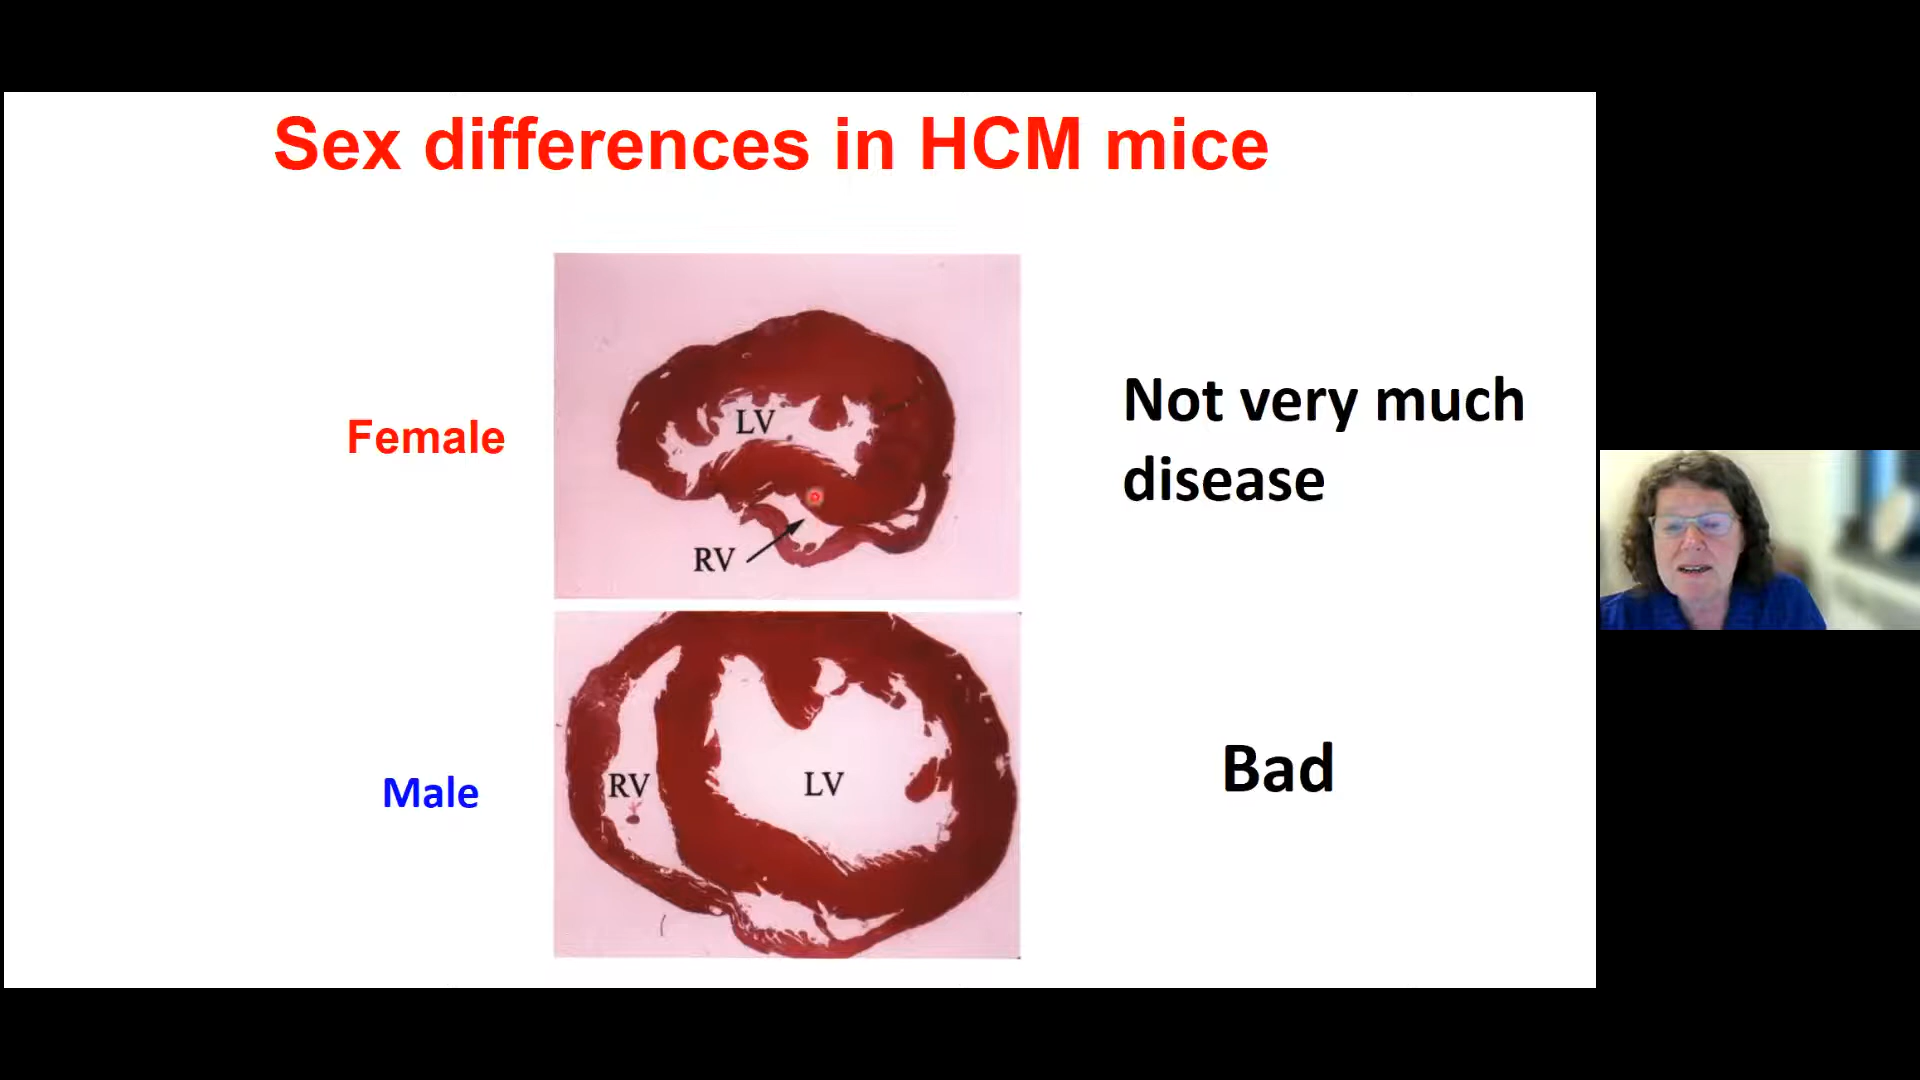 Sex differences in HCM mice
Female
LV
RV
Not very much
disease
Male
RV
LV
Bad